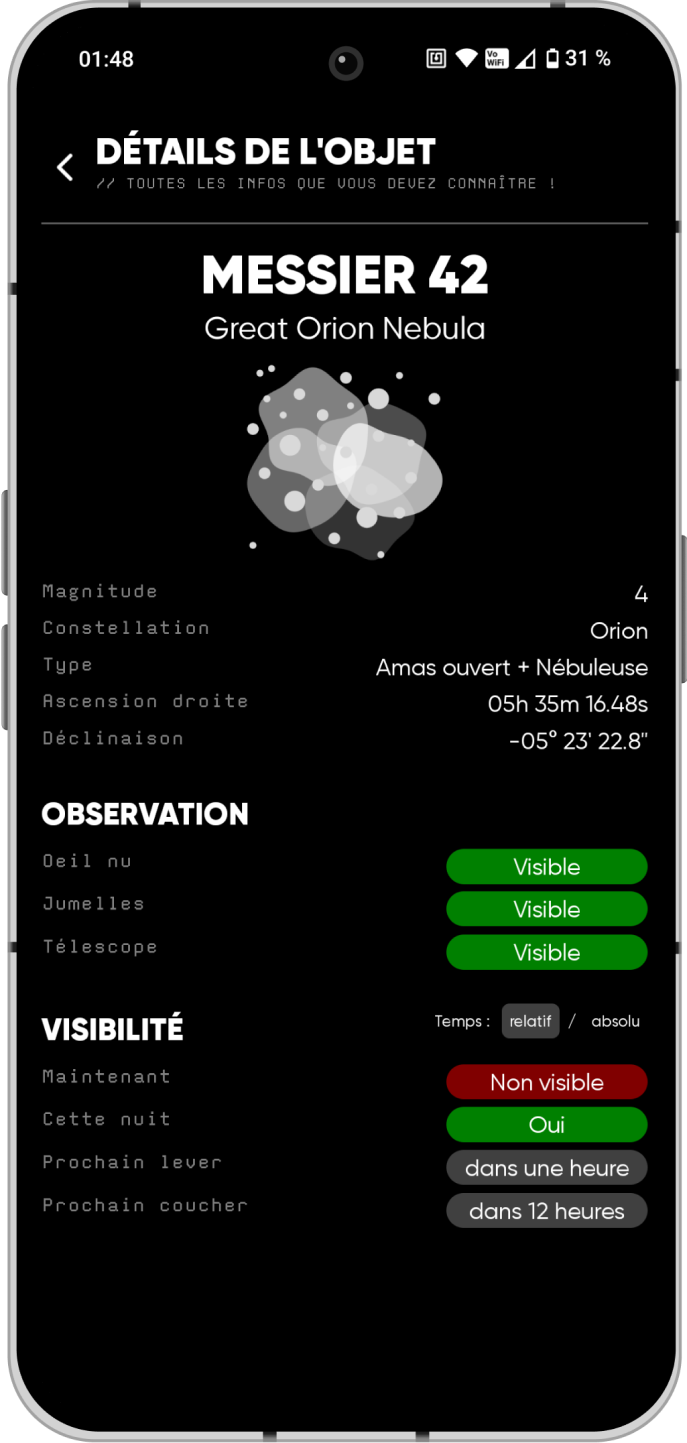 01:48
Vo WiFi
31 %
DÉTAILS DE L'OBJET
// TOUTES LES INFOS QUE VOUS DEVEZ CONNAÎTRE !
MESSIER 42
Great Orion Nebula
Magnitude 4
Constellation Orion
Type Amas ouvert + Nébuleuse
Ascension droite 05h 35m 16.48s
Déclinaison -05° 23' 22.8"
OBSERVATION
Oeil nu Visible
Jumelles Visible
Télescope Visible
VISIBILITÉ Temps : relatif / absolu
Maintenant Non visible
Cette nuit Oui
Prochain lever dans une heure
Prochain coucher dans 12 heures